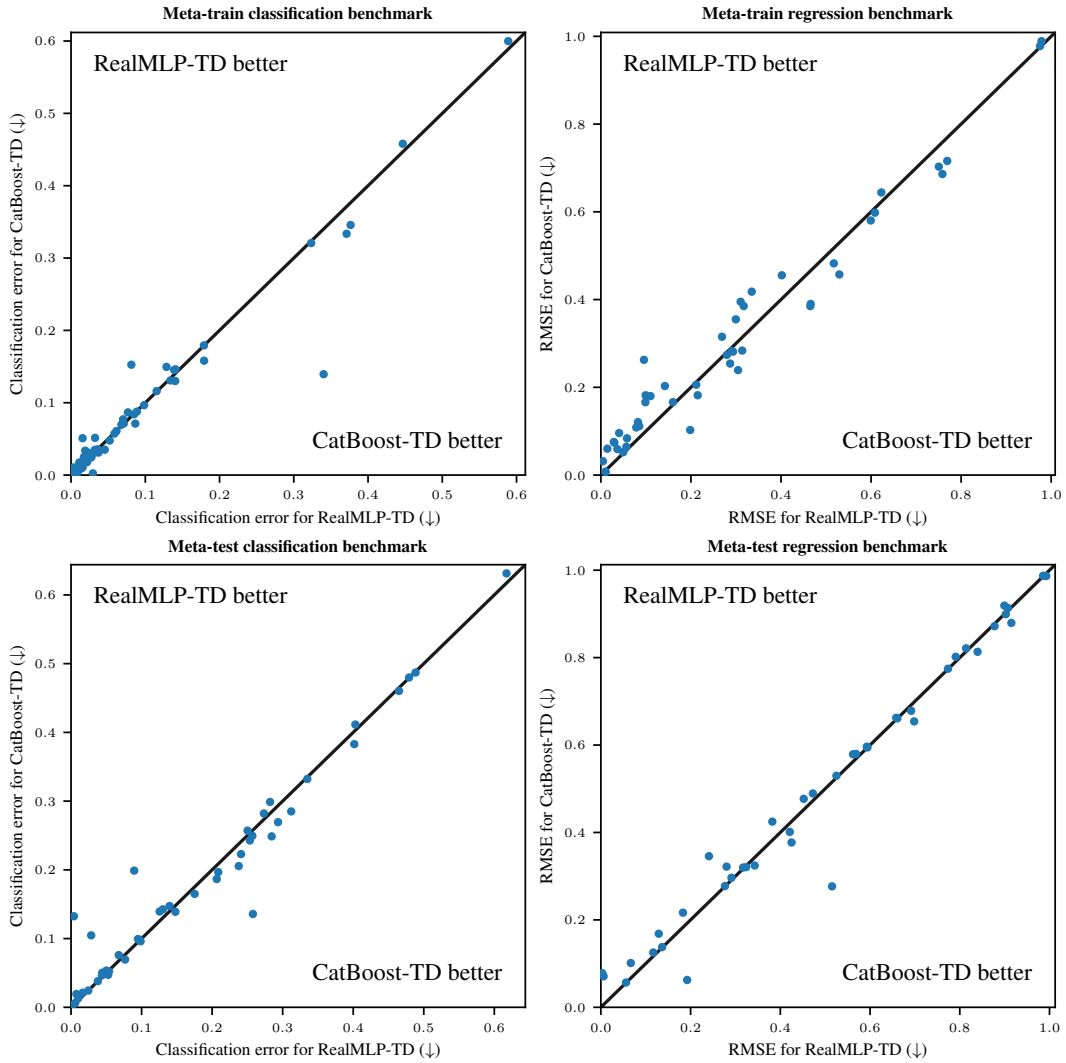 Meta-train classification benchmark
RealMLP-TD better
CatBoost-TD better
Classification error for CatBoost-TD (↓)
0.6
0.5
0.4
0.3
0.2
0.1
0.0
0.0 0.1 0.2 0.3 0.4 0.5 0.6
Classification error for RealMLP-TD (↓)
Meta-train regression benchmark
RealMLP-TD better
CatBoost-TD better
RMSE for CatBoost-TD (↓)
1.0
0.8
0.6
0.4
0.2
0.0
0.0 0.2 0.4 0.6 0.8 1.0
RMSE for RealMLP-TD (↓)
Meta-test classification benchmark
RealMLP-TD better
CatBoost-TD better
Classification error for CatBoost-TD (↓)
0.6
0.5
0.4
0.3
0.2
0.1
0.0
0.0 0.1 0.2 0.3 0.4 0.5 0.6
Classification error for RealMLP-TD (↓)
Meta-test regression benchmark
RealMLP-TD better
CatBoost-TD better
RMSE for CatBoost-TD (↓)
1.0
0.8
0.6
0.4
0.2
0.0
0.0 0.2 0.4 0.6 0.8 1.0
RMSE for RealMLP-TD (↓)